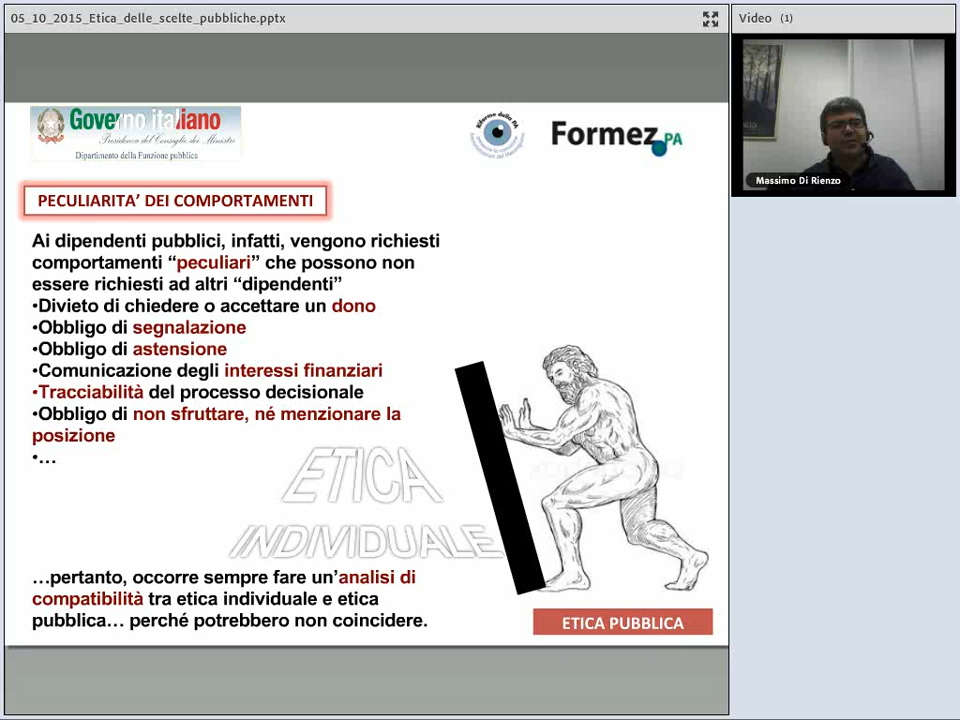 05_10_2015_Etica_delle_scelte_pubbliche.pptx
Video (1)
Governo italiano
Presidenza del Consiglio dei Ministri
Dipartimento della Funzione pubblica
Formez PA
Massimo Di Rienzo
PECULIARITA’ DEI COMPORTAMENTI
Ai dipendenti pubblici, infatti, vengono richiesti
comportamenti “peculiari” che possono non
essere richiesti ad altri “dipendenti”
•Divieto di chiedere o accettare un dono
•Obbligo di segnalazione
•Obbligo di astensione
•Comunicazione degli interessi finanziari
•Tracciabilità del processo decisionale
•Obbligo di non sfruttare, né menzionare la
posizione
•…
ETICA
INDIVIDUALE
…pertanto, occorre sempre fare un’analisi di
compatibilità tra etica individuale e etica
pubblica… perché potrebbero non coincidere.
ETICA PUBBLICA